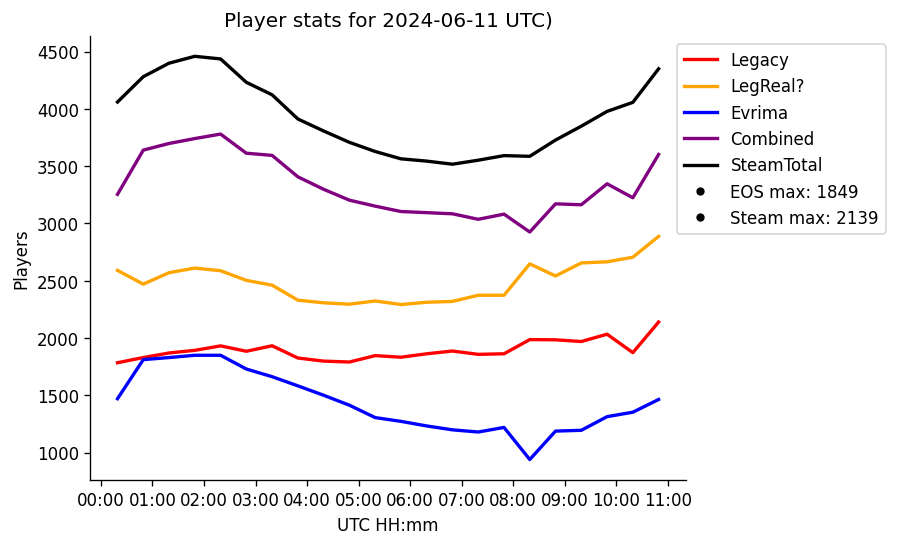 Player stats for 2024-06-11 UTC)
4500
4000
3500
3000
2500
2000
1500
1000
Players
00:00 01:00 02:00 03:00 04:00 05:00 06:00 07:00 08:00 09:00 10:00 11:00
UTC HH:mm
Legacy
LegReal?
Evrima
Combined
SteamTotal
EOS max: 1849
Steam max: 2139